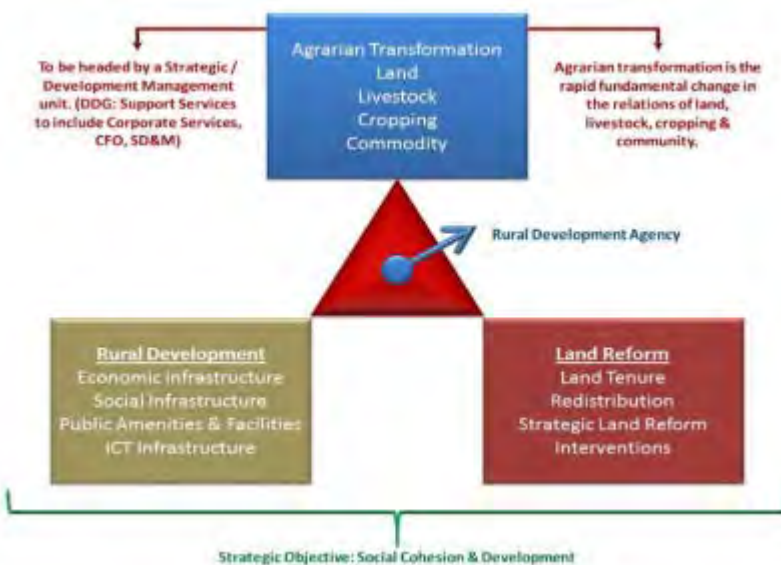 To be headed by a Strategic /
Development Management
unit. (DDG: Support Services
to include Corporate Services,
CFO, SD&M)
Agrarian Transformation
Land
Livestock
Cropping
Commodity
Agrarian transformation is the
rapid fundamental change in
the relations of land,
livestock, cropping &
community.
Rural Development Agency
Rural Development
Economic Infrastructure
Social Infrastructure
Public Amenities & Facilities
ICT Infrastructure
Land Reform
Land Tenure
Redistribution
Strategic Land Reform
Interventions
Strategic Objective: Social Cohesion & Development